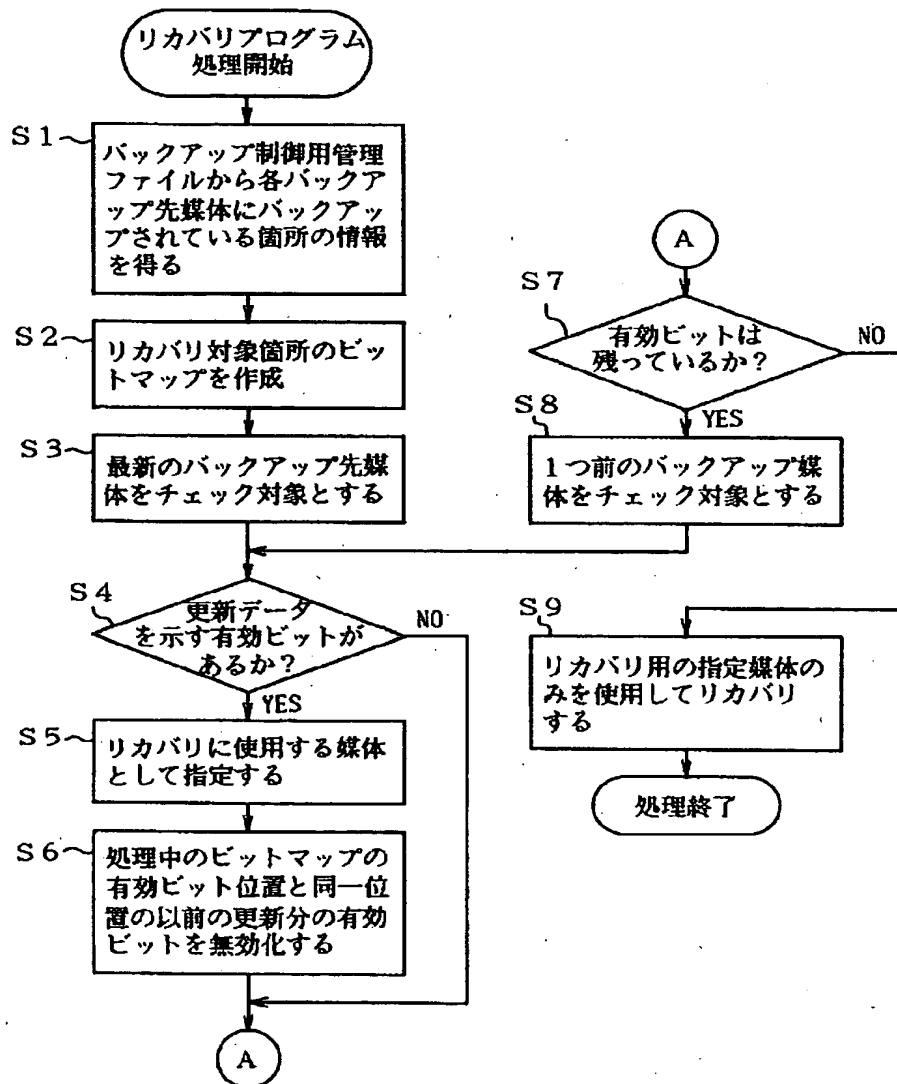 リカバリプログラム
処理開始
S1
バックアップ制御用管理
ファイルから各バックア
ップ先媒体にバックアッ
プされている箇所の情報
を得る
S2
リカバリ対象箇所のビッ
トマップを作成
S3
最新のバックアップ先媒
体をチェック対象とする
S4
更新データ
を示す有効ビットが
あるか?
NO
YES
S5
リカバリに使用する媒体
として指定する
S6
処理中のビットマップの
有効ビット位置と同一位
置の以前の更新分の有効
ビットを無効化する
A
A
S7
有効ビットは
残っているか?
NO
YES
S8
1つ前のバックアップ媒
体をチェック対象とする
S9
リカバリ用の指定媒体の
みを使用してリカバリ
する
処理終了